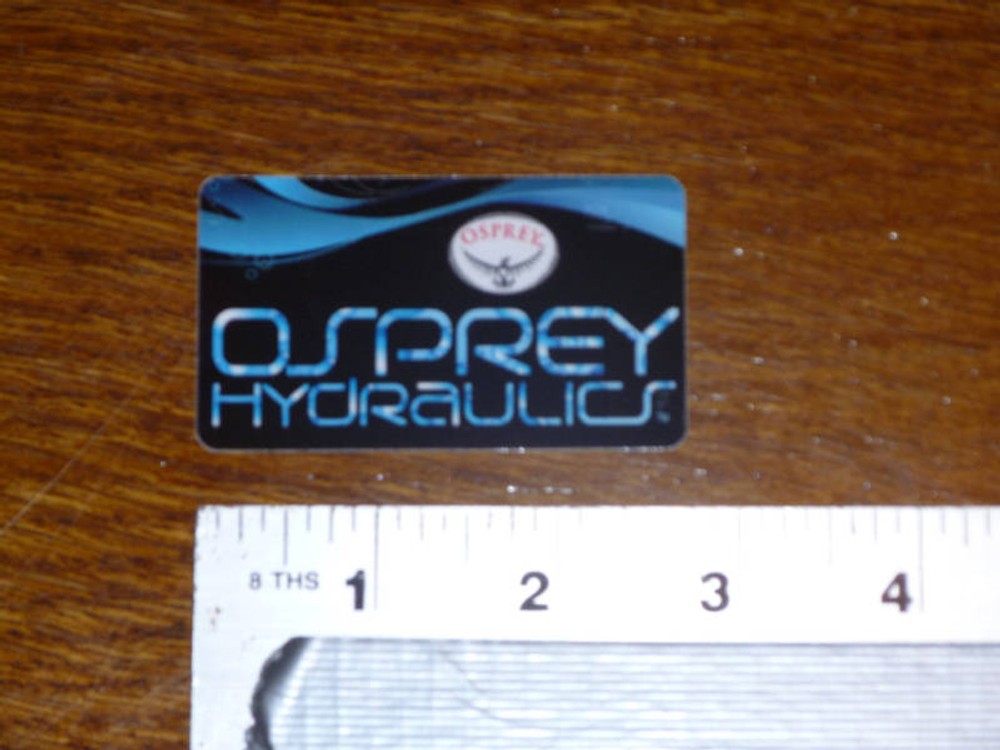 OSPREY
OSPREY
HYdraULICS
8 THS 1 2 3 4